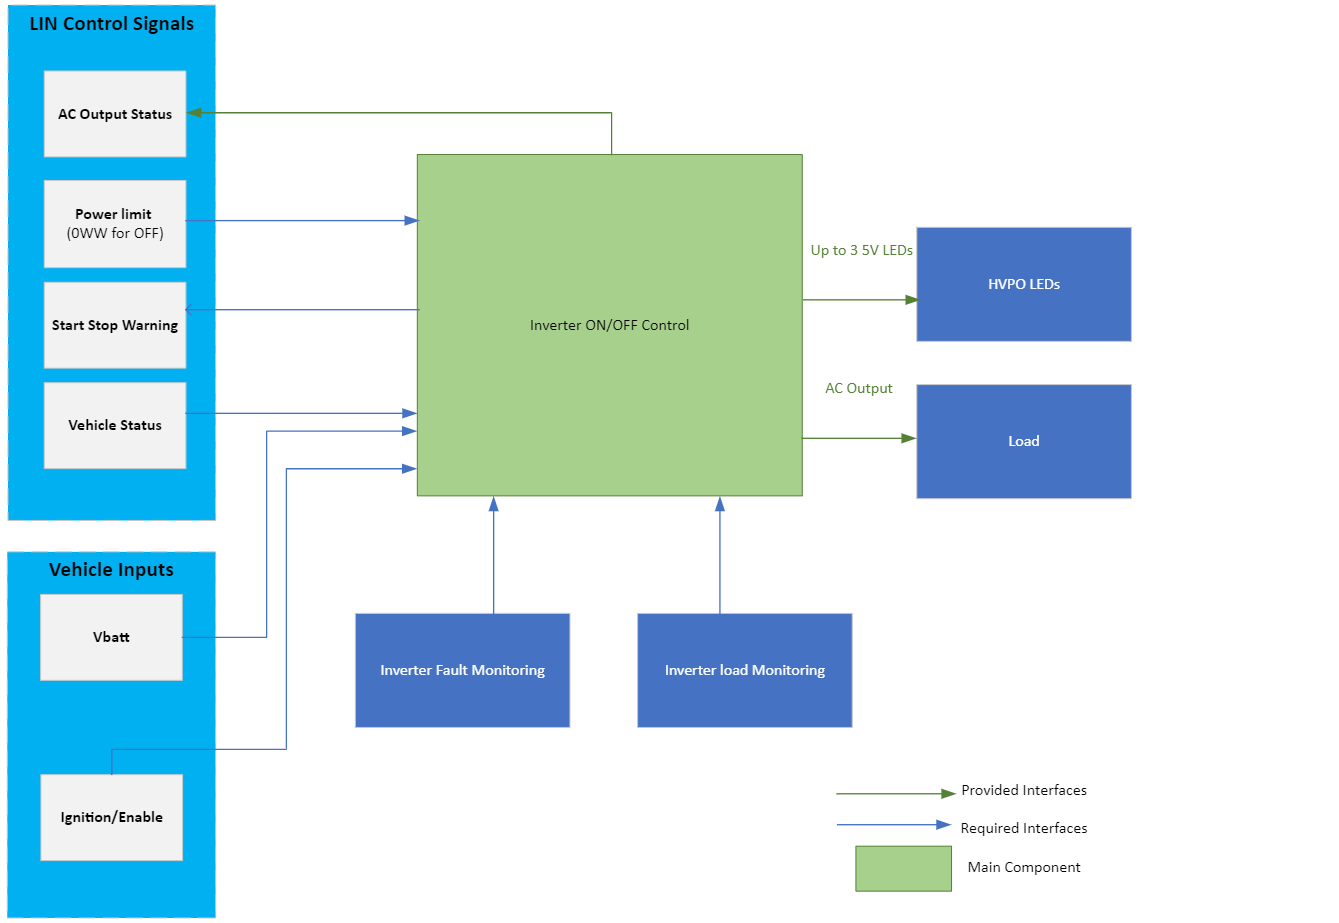 LIN Control Signals
AC Output Status
Power limit
(0WW for OFF)
Start Stop Warning
Vehicle Status
Vehicle Inputs
Vbatt
Ignition/Enable
Inverter ON/OFF Control
Up to 3 5V LEDs
HVPO LEDs
AC Output
Load
Inverter Fault Monitoring
Inverter load Monitoring
Provided Interfaces
Required Interfaces
Main Component